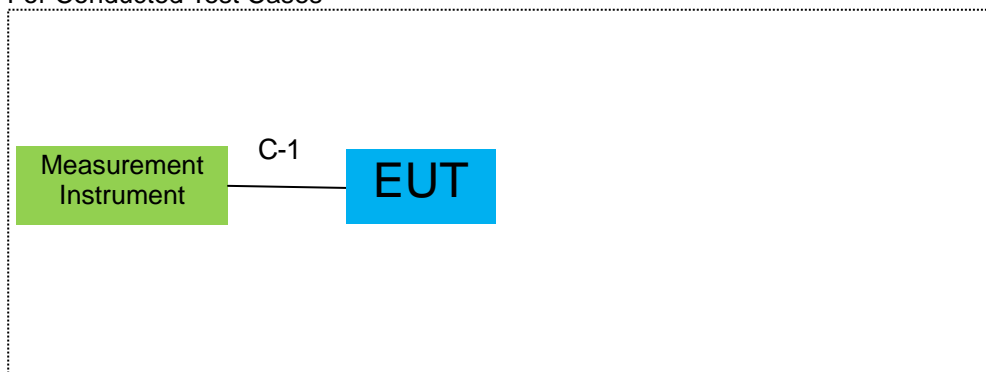 For Conducted Test Cases
C-1
Measurement
Instrument
EUT